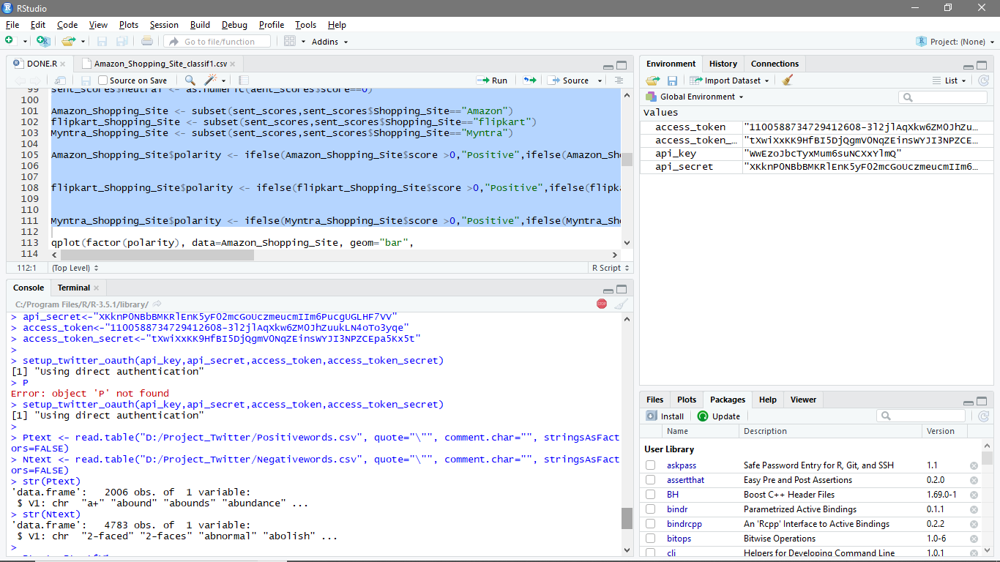 RStudio
File Edit Code View Plots Session Build Debug Profile Tools Help
Go to file/function Addins Project: (None)
DONE.R Amazon_Shopping_Site_classif1.csv
Source on Save Run Source
99 sent_scores$neutral <- as.numeric(aent_scores$score==0)
100
101 Amazon_Shopping_Site <- subset(sent_scores,sent_scores$Shopping_Site=="Amazon")
102 flipkart_Shopping_Site <- subset(sent_scores,sent_scores$Shopping_Site=="flipkart")
103 Myntra_Shopping_Site <- subset(sent_scores,sent_scores$Shopping_Site=="Myntra")
104
105 Amazon_Shopping_Site$polarity <- ifelse(Amazon_Shopping_Site$score >0,"Positive",ifelse(Amazon_Sho
106
107
108 flipkart_Shopping_Site$polarity <- ifelse(flipkart_Shopping_Site$score >0,"Positive",ifelse(flipka
109
110
111 Myntra_Shopping_Site$polarity <- ifelse(Myntra_Shopping_Site$score >0,"Positive",ifelse(Myntra_Sho
112
113 qplot(factor(polarity), data=Amazon_Shopping_Site, geom="bar",
114
112:1 (Top Level) R Script
Console Terminal
C:/Program Files/R/R-3.5.1/library/
STOP
> api_secret<-
> access_token<-
> access_token_secret<-
>
> setup_twitter_oauth(api_key,api_secret,access_token,access_token_secret)
[1] "Using direct authentication"
> P
Error: object 'P' not found
> setup_twitter_oauth(api_key,api_secret,access_token,access_token_secret)
[1] "Using direct authentication"
>
> Ptext <- read.table("D:/Project_Twitter/Positivewords.csv", quote="\"", comment.char="", stringsAsFact
ors=FALSE)
> Ntext <- read.table("D:/Project_Twitter/Negativewords.csv", quote="\"", comment.char="", stringsAsFact
ors=FALSE)
> str(Ptext)
'data.frame': 2006 obs. of 1 variable:
$ V1: chr "a+" "abound" "abounds" "abundance" ...
> str(Ntext)
'data.frame': 4783 obs. of 1 variable:
$ V1: chr "2-faced" "2-faces" "abnormal" "abolish" ...
>
Environment History Connections
Import Dataset List
Global Environment
Values
access_token
access_token_...
api_key
api_secret
Files Plots Packages Help Viewer
Install Update
Name Description Version
User Library
askpass Safe Password Entry for R, Git, and SSH 1.1
assertthat Easy Pre and Post Assertions 0.2.0
BH Boost C++ Header Files 1.69.0-1
bindr Parametrized Active Bindings 0.1.1
bindrcpp An 'Rcpp' Interface to Active Bindings 0.2.2
bitops Bitwise Operations 1.0-6
cli Helpers for Developing Command Line 1.0.1